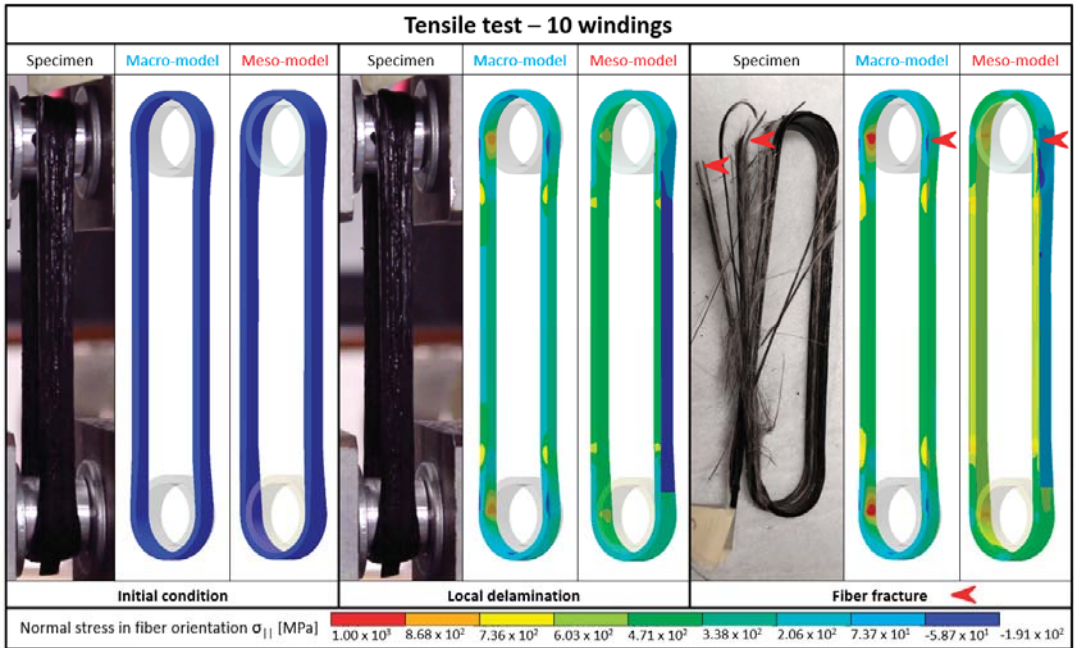 Tensile test – 10 windings
Specimen Macro-model Meso-model Specimen Macro-model Meso-model Specimen Macro-model Meso-model
Initial condition Local delamination Fiber fracture
Normal stress in fiber orientation σ|| [MPa]
1.00 x 10³ 8.68 x 10² 7.36 x 10² 6.03 x 10² 4.71 x 10² 3.38 x 10² 2.06 x 10² 7.37 x 10¹ -5.87 x 10¹ -1.91 x 10²